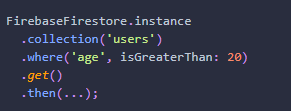 FirebaseFirestore.instance
.collection('users')
.where('age', isGreaterThan: 20)
.get()
.then(...);